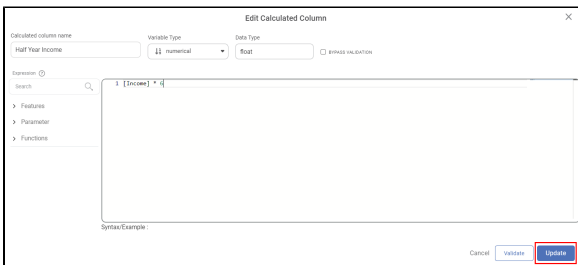 Edit Calculated Column
Calculated column name
Variable Type
Data Type
Half Year Income
numerical
float
BYPASS VALIDATION
Expression
Search
Features
Parameter
Functions
1 [Income] * 6
Syntax/Example :
Cancel
Validate
Update